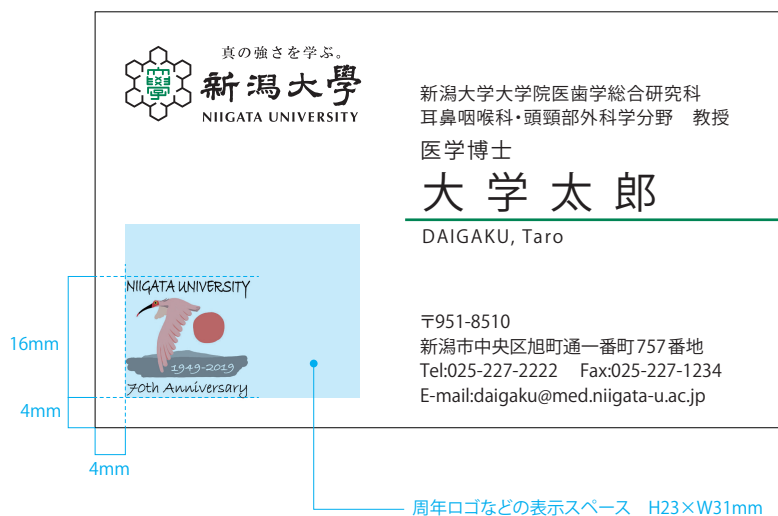 真の強さを学ぶ。
新潟大學
NIIGATA UNIVERSITY
新潟大学大学院医歯学総合研究科
耳鼻咽喉科・頭頸部外科学分野　教授
医学博士
大学太郎
DAIGAKU, Taro
NIIGATA UNIVERSITY
1949-2019
70th Anniversary
〒951-8510
新潟市中央区旭町通一番町757番地
Tel:025-227-2222　Fax:025-227-1234
E-mail:daigaku@med.niigata-u.ac.jp
16mm
4mm
4mm
周年ロゴなどの表示スペース　H23×W31mm